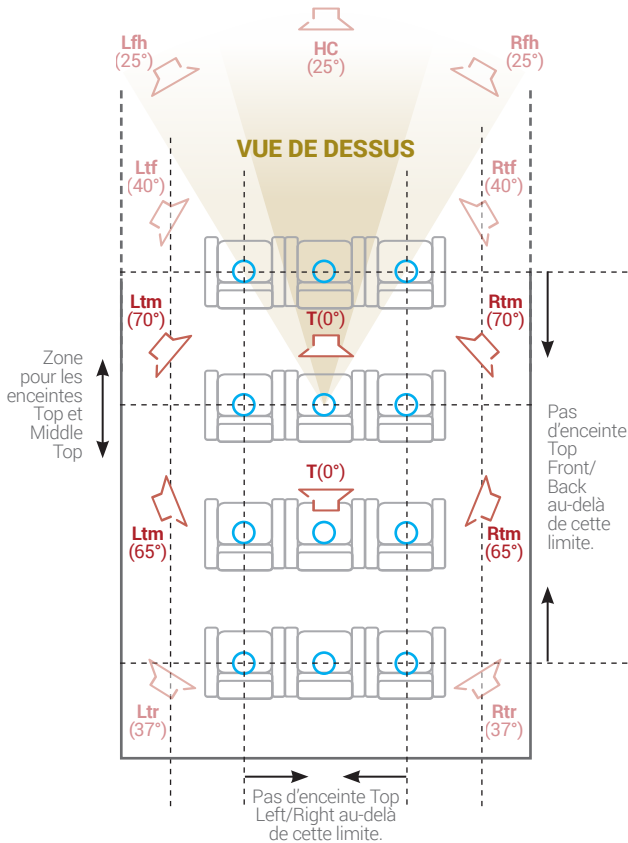 Lfh
(25°)
HC
(25°)
Rfh
(25°)
VUE DE DESSUS
Ltf
(40°)
Rtf
(40°)
Ltm
(70°)
T(0°)
Rtm
(70°)
Zone
pour les
enceintes
Top et
Middle
Top
Pas
d'enceinte
Top
Front/
Back
au-delà
de cette
limite.
T(0°)
Ltm
(65°)
Rtm
(65°)
Ltr
(37°)
Rtr
(37°)
Pas d'enceinte Top
Left/Right au-delà
de cette limite.